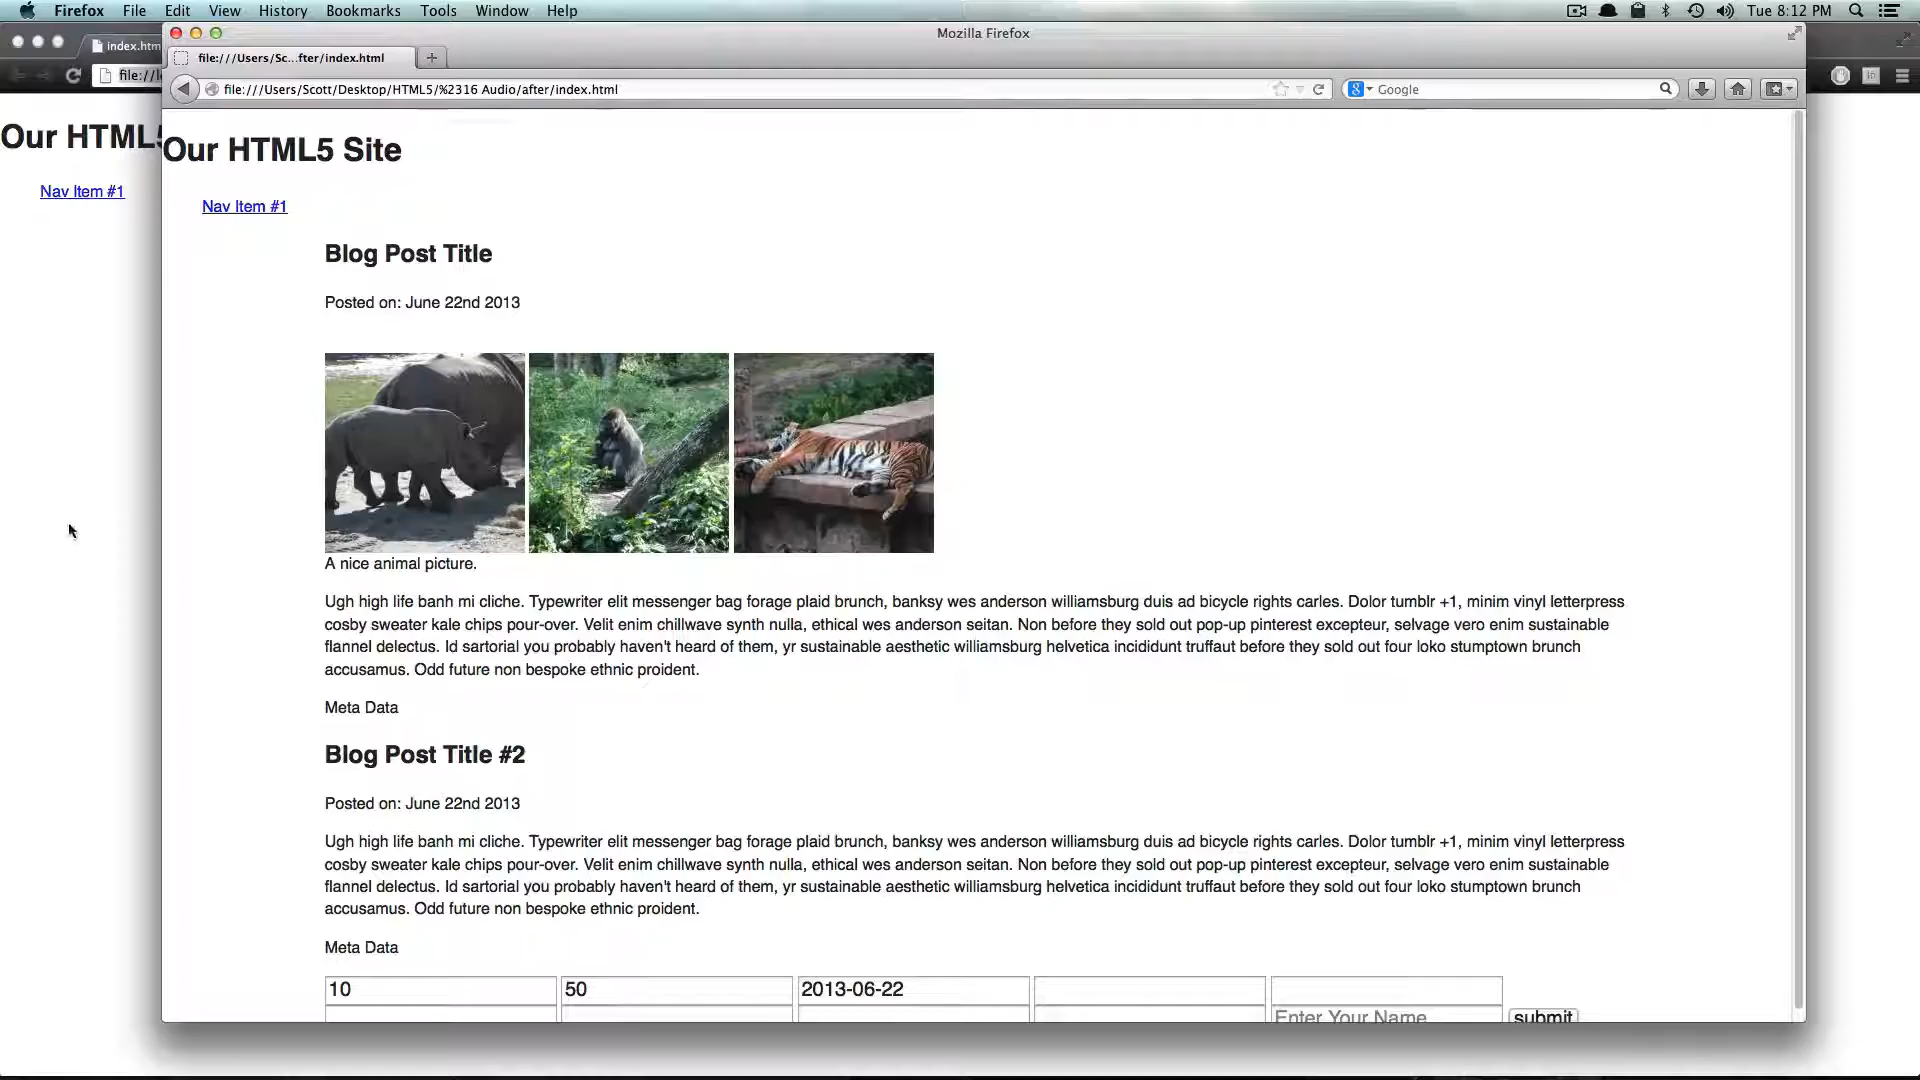 Firefox File Edit View History Bookmarks Tools Window Help Tue 8:12 PM
Mozilla Firefox
index.htm
file:///Users/Sc...fter/index.html
file://l
file:///Users/Scott/Desktop/HTML5/%2316 Audio/after/index.html
Google
Our HTML5
Nav Item #1
Our HTML5 Site
Nav Item #1
Blog Post Title
Posted on: June 22nd 2013
A nice animal picture.
Ugh high life banh mi cliche. Typewriter elit messenger bag forage plaid brunch, banksy wes anderson williamsburg duis ad bicycle rights carles. Dolor tumblr +1, minim vinyl letterpress
cosby sweater kale chips pour-over. Velit enim chillwave synth nulla, ethical wes anderson seitan. Non before they sold out pop-up pinterest excepteur, selvage vero enim sustainable
flannel delectus. Id sartorial you probably haven't heard of them, yr sustainable aesthetic williamsburg helvetica incididunt truffaut before they sold out four loko stumptown brunch
accusamus. Odd future non bespoke ethnic proident.
Meta Data
Blog Post Title #2
Posted on: June 22nd 2013
Ugh high life banh mi cliche. Typewriter elit messenger bag forage plaid brunch, banksy wes anderson williamsburg duis ad bicycle rights carles. Dolor tumblr +1, minim vinyl letterpress
cosby sweater kale chips pour-over. Velit enim chillwave synth nulla, ethical wes anderson seitan. Non before they sold out pop-up pinterest excepteur, selvage vero enim sustainable
flannel delectus. Id sartorial you probably haven't heard of them, yr sustainable aesthetic williamsburg helvetica incididunt truffaut before they sold out four loko stumptown brunch
accusamus. Odd future non bespoke ethnic proident.
Meta Data
10 50 2013-06-22
Enter Your Name submit